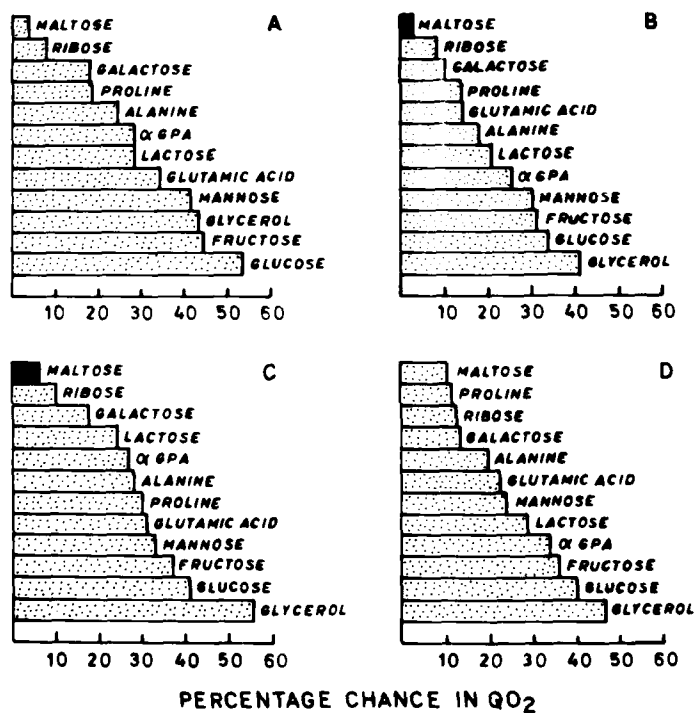 A
MALTOSE
RIBOSE
GALACTOSE
PROLINE
ALANINE
α GPA
LACTOSE
GLUTAMIC ACID
MANNOSE
GLYCEROL
FRUCTOSE
GLUCOSE
10 20 30 40 50 60
B
MALTOSE
RIBOSE
GALACTOSE
PROLINE
GLUTAMIC ACID
ALANINE
LACTOSE
α GPA
MANNOSE
FRUCTOSE
GLUCOSE
GLYCEROL
10 20 30 40 50 60
C
MALTOSE
RIBOSE
GALACTOSE
LACTOSE
α GPA
ALANINE
PROLINE
GLUTAMIC ACID
MANNOSE
FRUCTOSE
GLUCOSE
GLYCEROL
10 20 30 40 50 60
D
MALTOSE
PROLINE
RIBOSE
GALACTOSE
ALANINE
GLUTAMIC ACID
MANNOSE
LACTOSE
α GPA
FRUCTOSE
GLUCOSE
GLYCEROL
10 20 30 40 50 60
PERCENTAGE CHANCE IN QO2